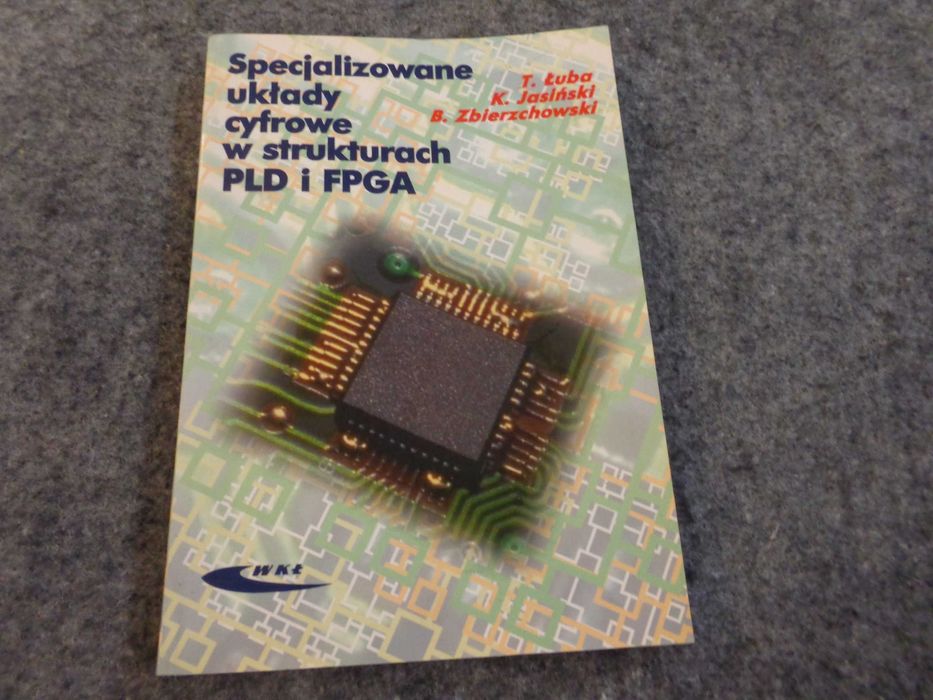 Specjalizowane
układy
cyfrowe
w strukturach
PLD i FPGA
T. Łuba
K. Jasiński
B. Zbierzchowski
WKŁ